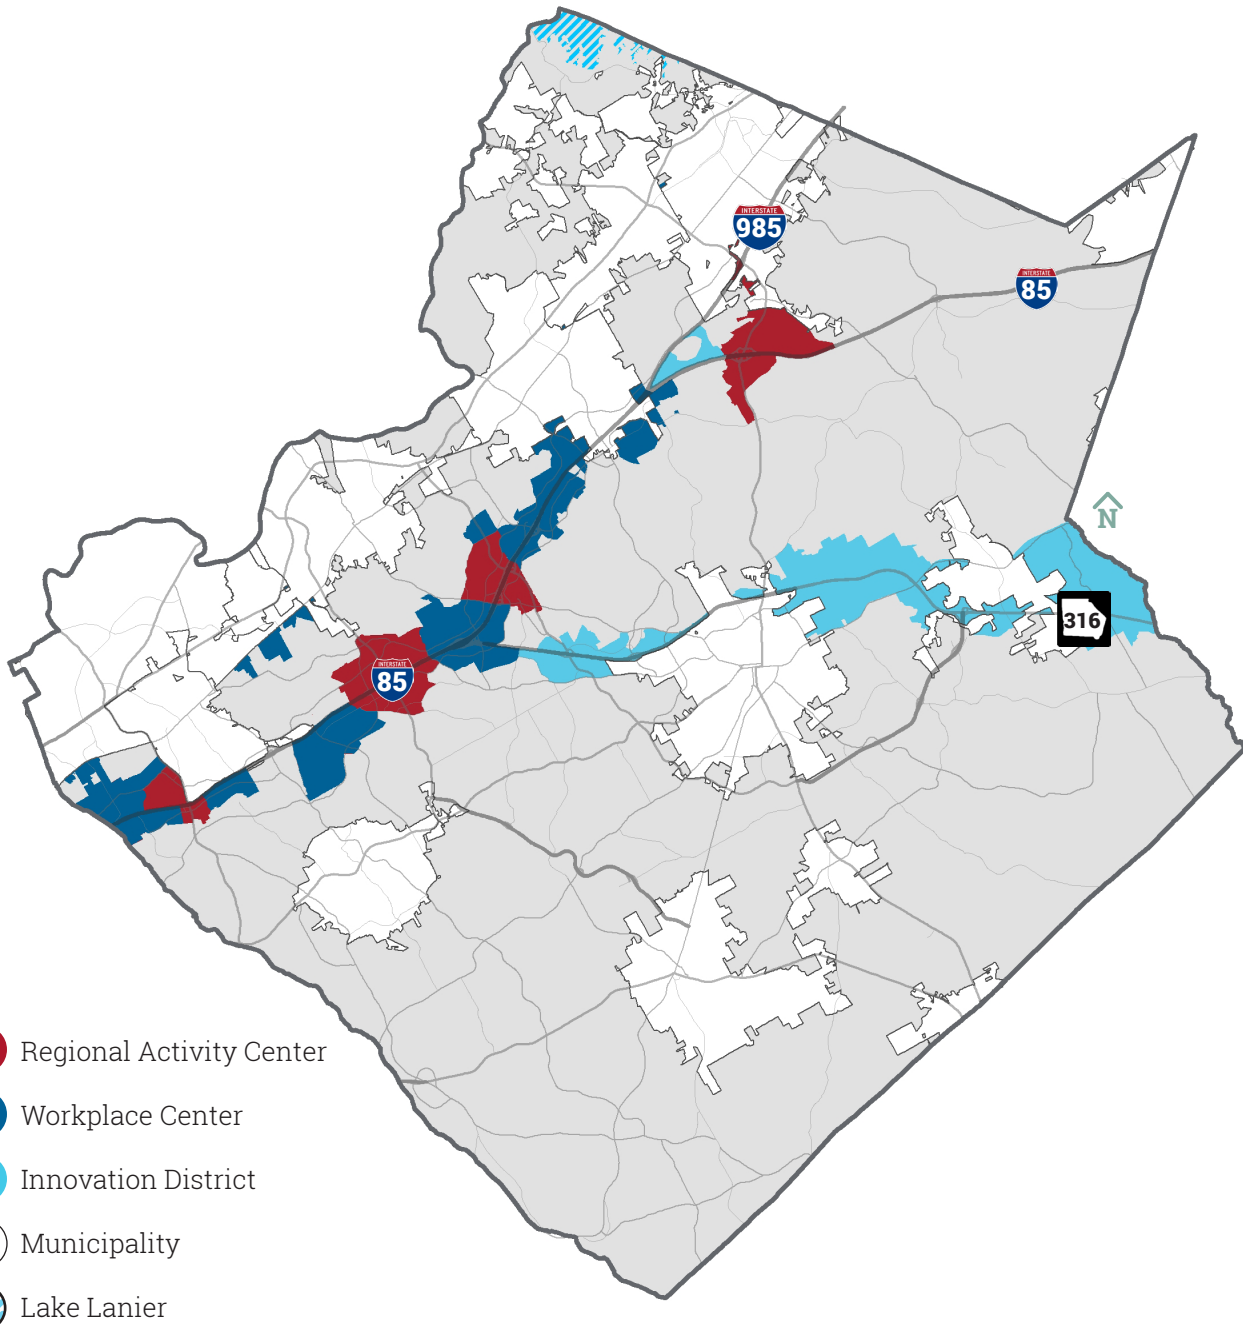 INTERSTATE
985
INTERSTATE
85
N
316
INTERSTATE
85
Regional Activity Center
Workplace Center
Innovation District
Municipality
Lake Lanier